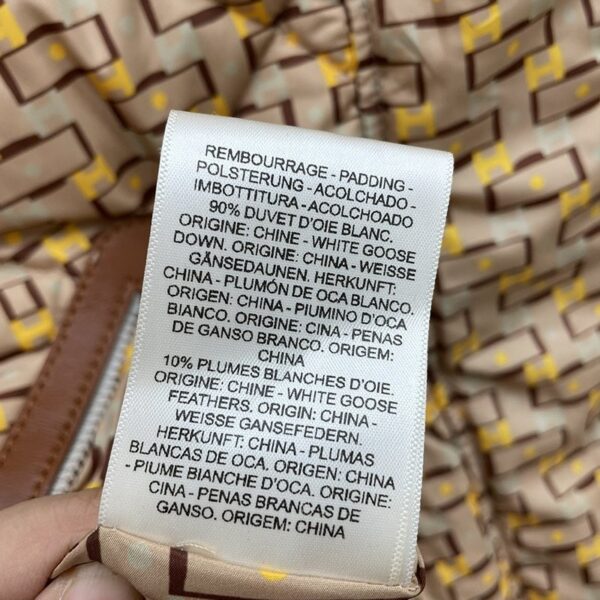 REMBOURRAGE - PADDING -
POLSTERUNG - ACOLCHADO -
IMBOTTITURA - ACOLCHOADO
90% DUVET D'OIE BLANC.
ORIGINE: CHINE - WHITE GOOSE
DOWN. ORIGINE: CHINA - WEISSE
GÄNSEDAUNEN. HERKUNFT:
CHINA - PLUMÓN DE OCA BLANCO.
ORIGEN: CHINA - PIUMINO D'OCA
BIANCO. ORIGINE: CINA - PENAS
DE GANSO BRANCO. ORIGEM:
CHINA
10% PLUMES BLANCHES D'OIE.
ORIGINE: CHINE - WHITE GOOSE
FEATHERS. ORIGIN: CHINA -
WEISSE GANSEFEDERN.
HERKUNFT: CHINA - PLUMAS
BLANCAS DE OCA. ORIGEN: CHINA
- PIUME BIANCHE D'OCA. ORIGINE:
CINA - PENAS BRANCAS DE
GANSO. ORIGEM: CHINA